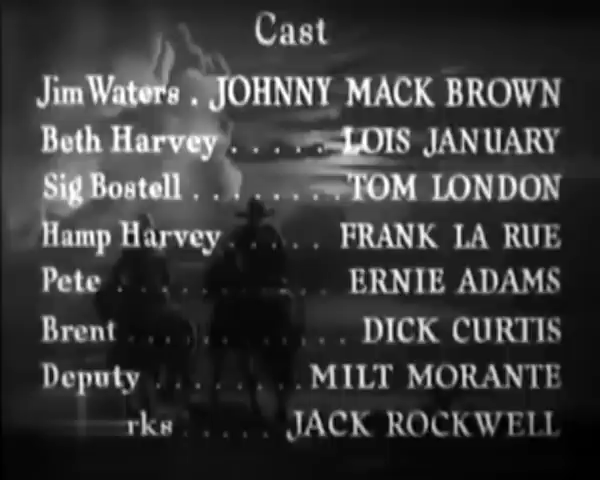 Cast
Jim Waters . JOHNNY MACK BROWN
Beth Harvey . . . . . LOIS JANUARY
Sig Bostell . . . . . . . . TOM LONDON
Hamp Harvey . . . . . FRANK LA RUE
Pete . . . . . . . . . . . ERNIE ADAMS
Brent . . . . . . . . . . . . DICK CURTIS
Deputy . . . . . . . . MILT MORANTE
rks . . . . . JACK ROCKWELL